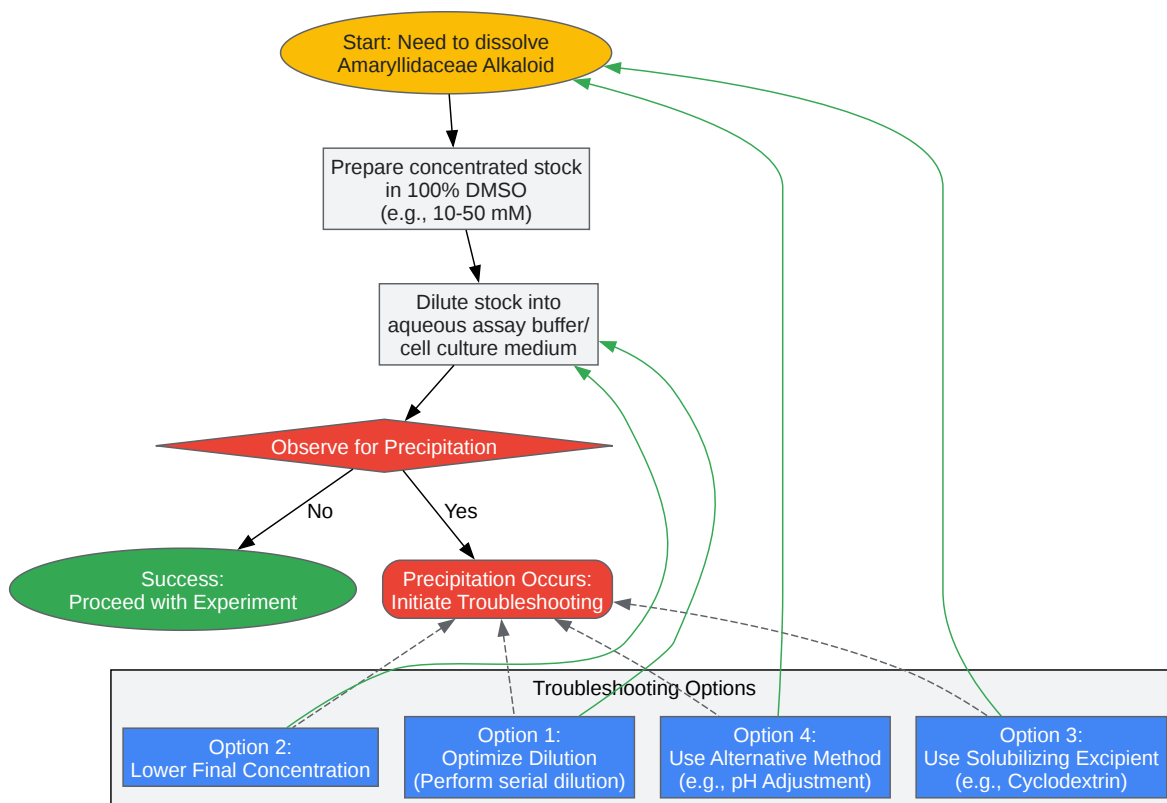 Start: Need to dissolve
Amaryllidaceae Alkaloid
Prepare concentrated stock
in 100% DMSO
(e.g., 10-50 mM)
Dilute stock into
aqueous assay buffer/
cell culture medium
Observe for Precipitation
No
Yes
Success:
Proceed with Experiment
Precipitation Occurs:
Initiate Troubleshooting
Troubleshooting Options
Option 2:
Lower Final Concentration
Option 1:
Optimize Dilution
(Perform serial dilution)
Option 4:
Use Alternative Method
(e.g., pH Adjustment)
Option 3:
Use Solubilizing Excipient
(e.g., Cyclodextrin)